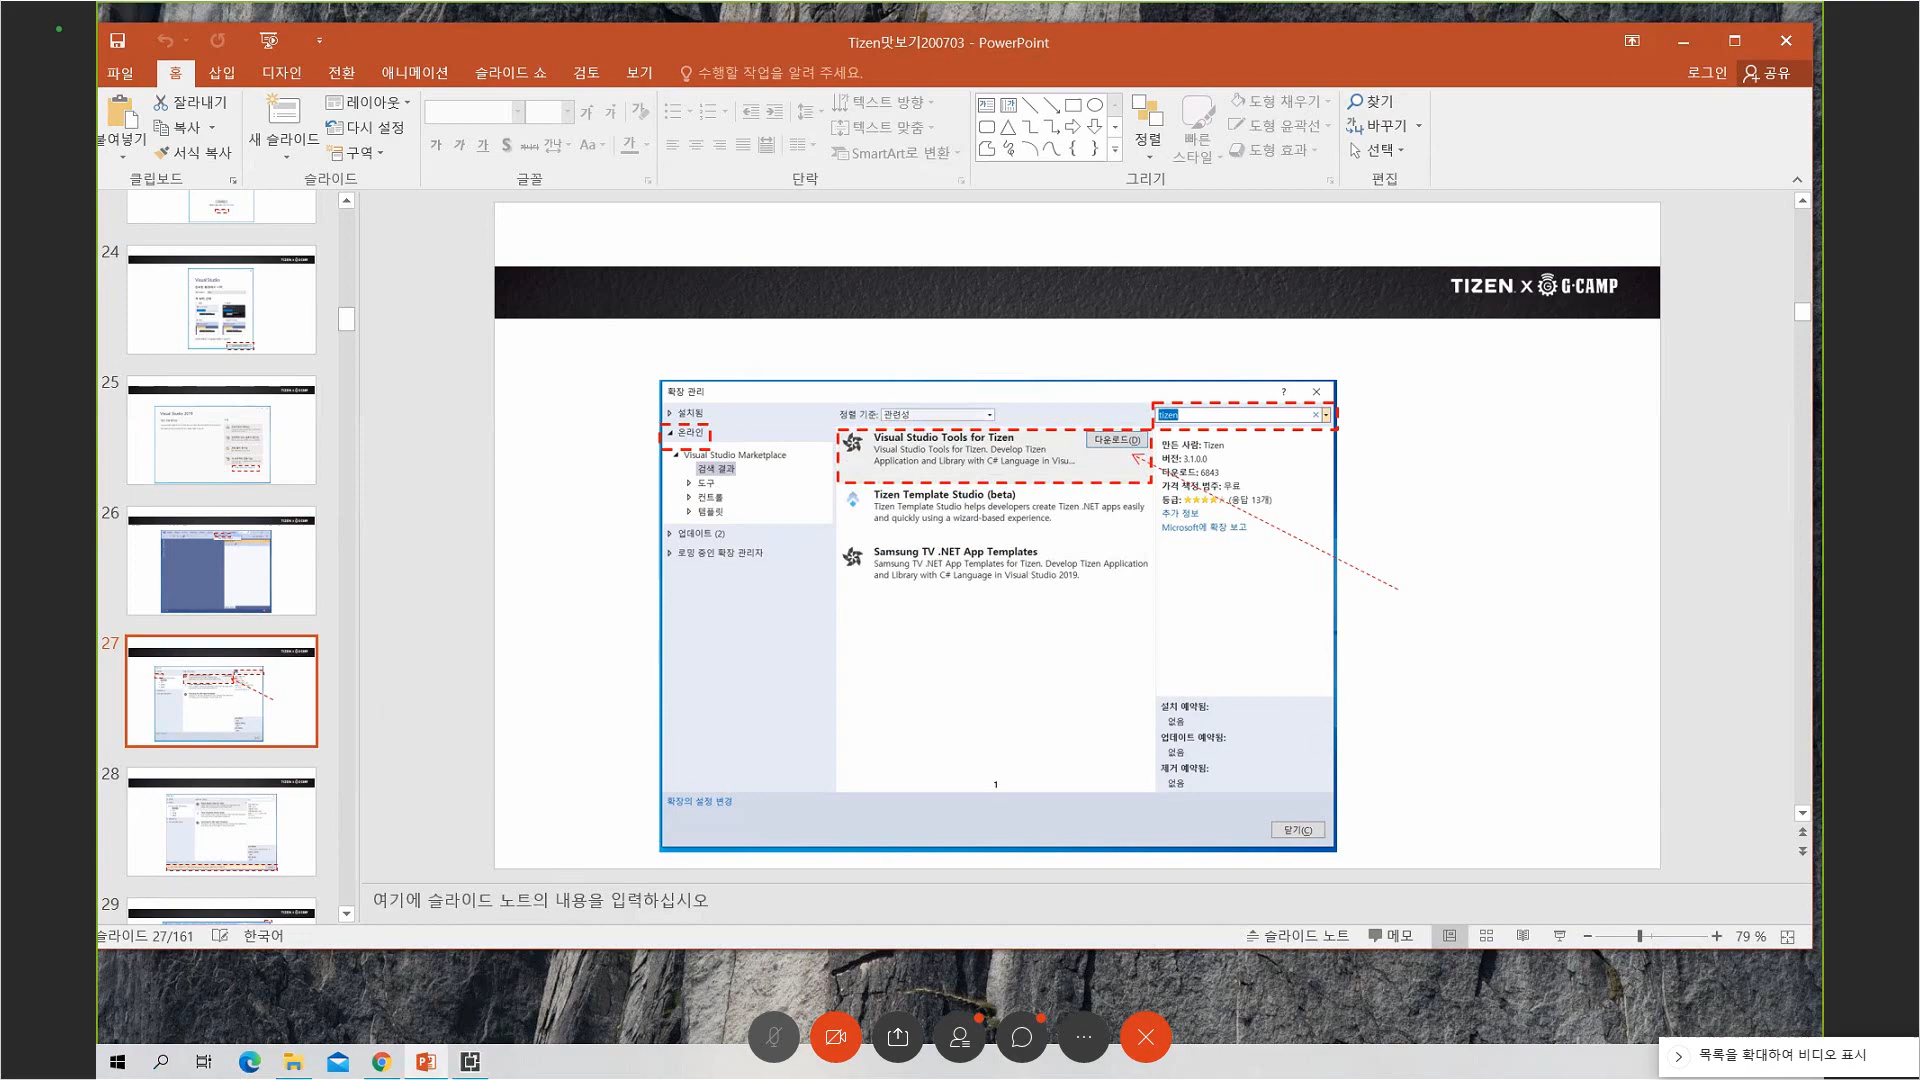 Tizen맛보기200703 - PowerPoint
파일 홈 삽입 디자인 전환 애니메이션 슬라이드 쇼 검토 보기 수행할 작업을 알려 주세요. 로그인 공유
붙여넣기 잘라내기 복사 서식 복사
클립보드
새 슬라이드 레이아웃 다시 설정 구역
슬라이드
가 가 가 S 간 Aa 가
글꼴
텍스트 방향
텍스트 맞춤
SmartArt로 변환
단락
정렬 빠른 스타일 도형 채우기 도형 윤곽선 도형 효과
그리기
찾기
바꾸기
선택
편집
24
25
26
27
28
29
TIZEN X G·CAMP
확장 관리 ?
설치됨
온라인
Visual Studio Marketplace
검색 결과
도구
컨트롤
템플릿
업데이트 (2)
로밍 중인 확장 관리자
정렬 기준: 관련성
tizen
Visual Studio Tools for Tizen 다운로드(D)
Visual Studio Tools for Tizen. Develop Tizen
Application and Library with C# Language in Visu...
Tizen Template Studio (beta)
Tizen Template Studio helps developers create Tizen .NET apps easily
and quickly using a wizard-based experience.
Samsung TV .NET App Templates
Samsung TV .NET App Templates for Tizen. Develop Tizen Application
and Library with C# Language in Visual Studio 2019.
1
만든 사람: Tizen
버전: 3.1.0.0
다운로드: 6843
가격 책정 범주: 무료
등급: (응답 13개)
추가 정보
Microsoft에 확장 보고
설치 예약됨:
없음
업데이트 예약됨:
없음
제거 예약됨:
없음
확장의 설정 변경
닫기(C)
여기에 슬라이드 노트의 내용을 입력하십시오
슬라이드 27/161 한국어 슬라이드 노트 메모 79 %
목록을 확대하여 비디오 표시